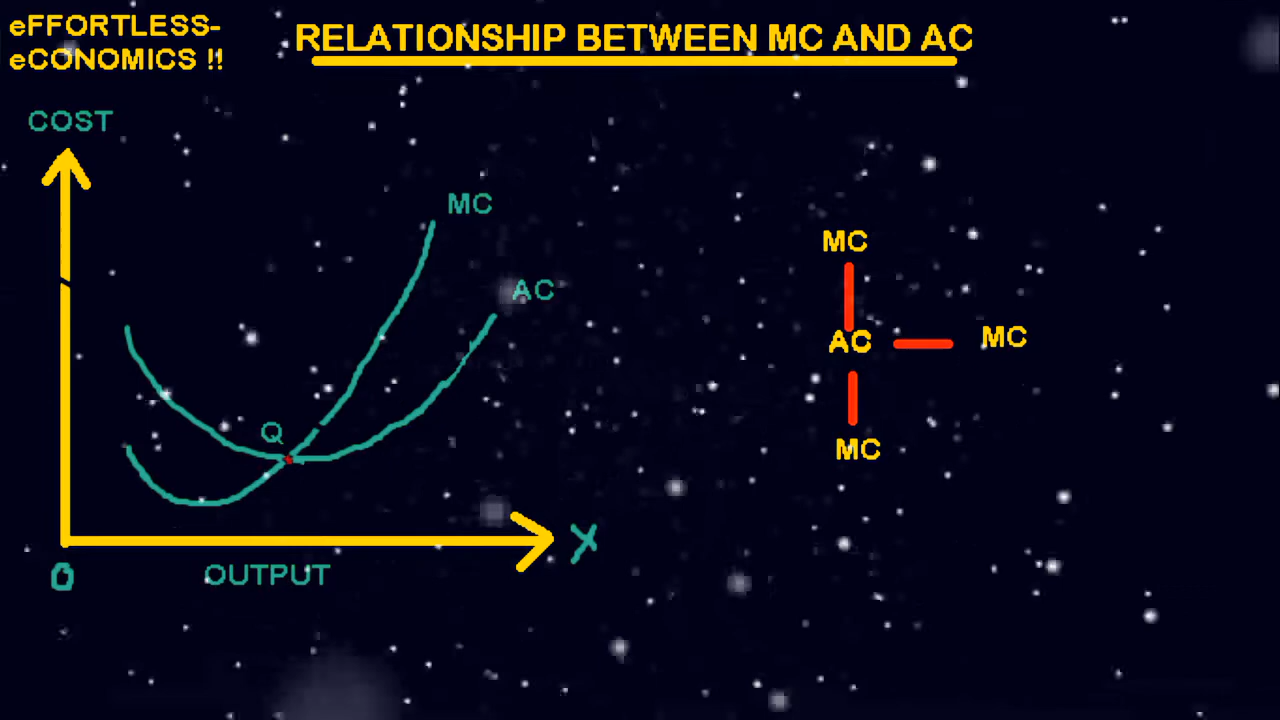 eFFORTLESS-
eCONOMICS !!
RELATIONSHIP BETWEEN MC AND AC
COST
MC
AC
Q
X
0
OUTPUT
MC
AC
MC
MC